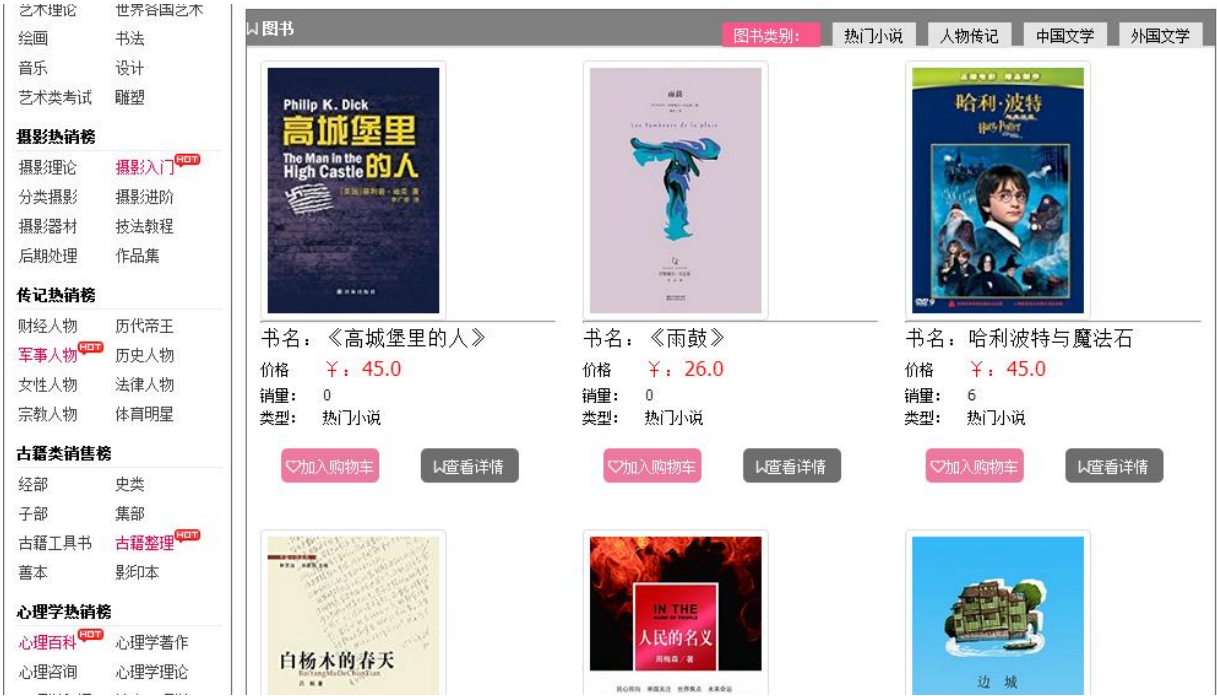 艺术理论 世界各国艺术
绘画 书法
音乐 设计
艺术类考试 雕塑
摄影热销榜
摄影理论 摄影入门 HOT
分类摄影 摄影进阶
摄影器材 技法教程
后期处理 作品集
传记热销榜
财经人物 历代帝王
军事人物 HOT 历史人物
女性人物 法律人物
宗教人物 体育明星
古籍类销售榜
经部 史类
子部 集部
古籍工具书 古籍整理 HOT
善本 影印本
心理学热销榜
心理百科 HOT 心理学著作
心理咨询 心理学理论
图书
图书类别: 热门小说 人物传记 中国文学 外国文学
Philip K. Dick
高城堡里
The Man in the
High Castle 的人
雨鼓
Les Tambours de la pluie
哈利·波特
Harry Potter
书名：《高城堡里的人》
价格 ￥：45.0
销量： 0
类型： 热门小说
加入购物车 查看详情
书名：《雨鼓》
价格 ￥：26.0
销量： 0
类型： 热门小说
加入购物车 查看详情
书名：哈利波特与魔法石
价格 ￥：45.0
销量： 6
类型： 热门小说
加入购物车 查看详情
白杨木的春天
BaiYangMuDeChunTian
IN THE
NAME OF PEOPLE
人民的名义
周梅森／著
边 城